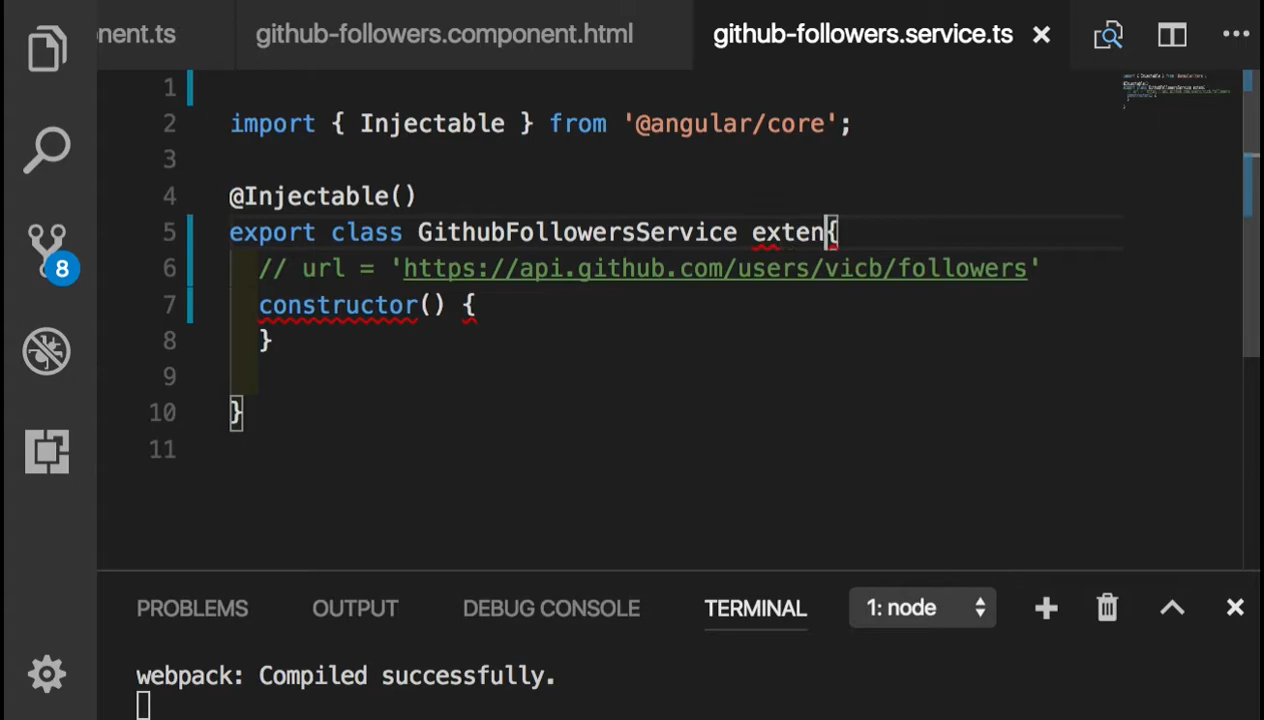 nent.ts github-followers.component.html github-followers.service.ts
1
2 import { Injectable } from '@angular/core';
3
4 @Injectable()
5 export class GithubFollowersService exten{
6 // url = 'https://api.github.com/users/vicb/followers'
7 constructor() {
8 }
9
10 }
11
8
PROBLEMS OUTPUT DEBUG CONSOLE TERMINAL 1: node
webpack: Compiled successfully.